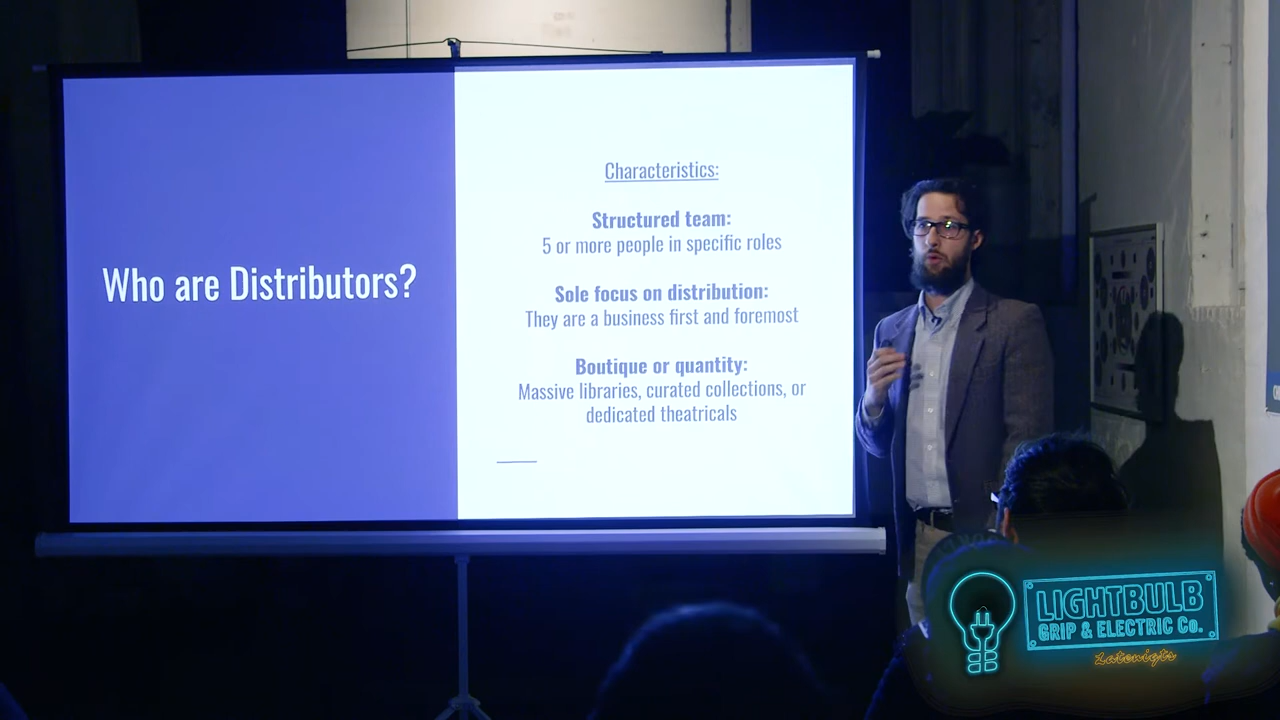 Who are Distributors?
Characteristics:
Structured team:
5 or more people in specific roles
Sole focus on distribution:
They are a business first and foremost
Boutique or quantity:
Massive libraries, curated collections, or
dedicated theatricals
LIGHTBULB
GRIP & ELECTRIC Co.
Latenigts